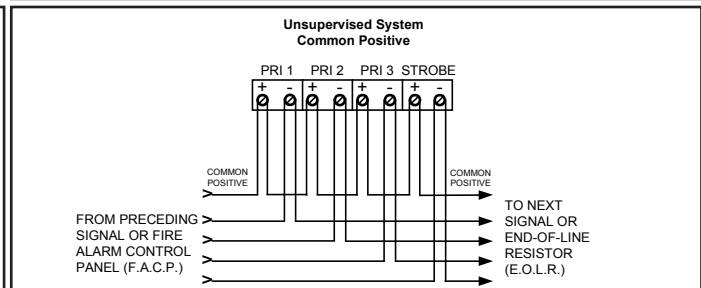 Unsupervised System
Common Positive
PRI 1 PRI 2 PRI 3 STROBE
+ - + - + - + -
COMMON
POSITIVE
COMMON
POSITIVE
FROM PRECEDING
SIGNAL OR FIRE
ALARM CONTROL
PANEL (F.A.C.P.)
TO NEXT
SIGNAL OR
END-OF-LINE
RESISTOR
(E.O.L.R.)